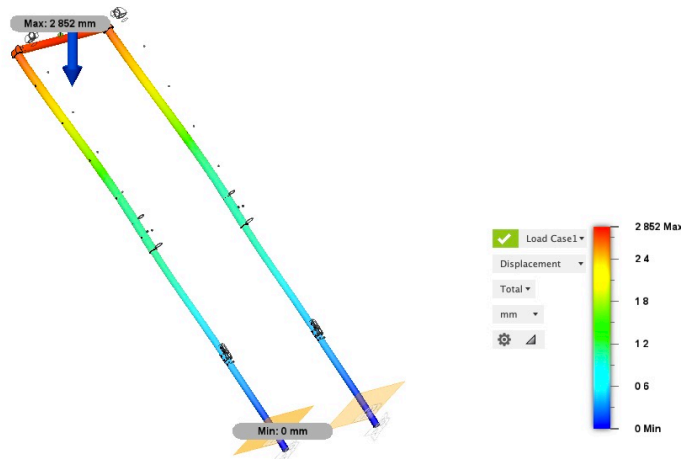 Max: 2 852 mm
Min: 0 mm
Load Case1
Displacement
Total
mm
2 852 Max
2 4
1 8
1 2
0 6
0 Min